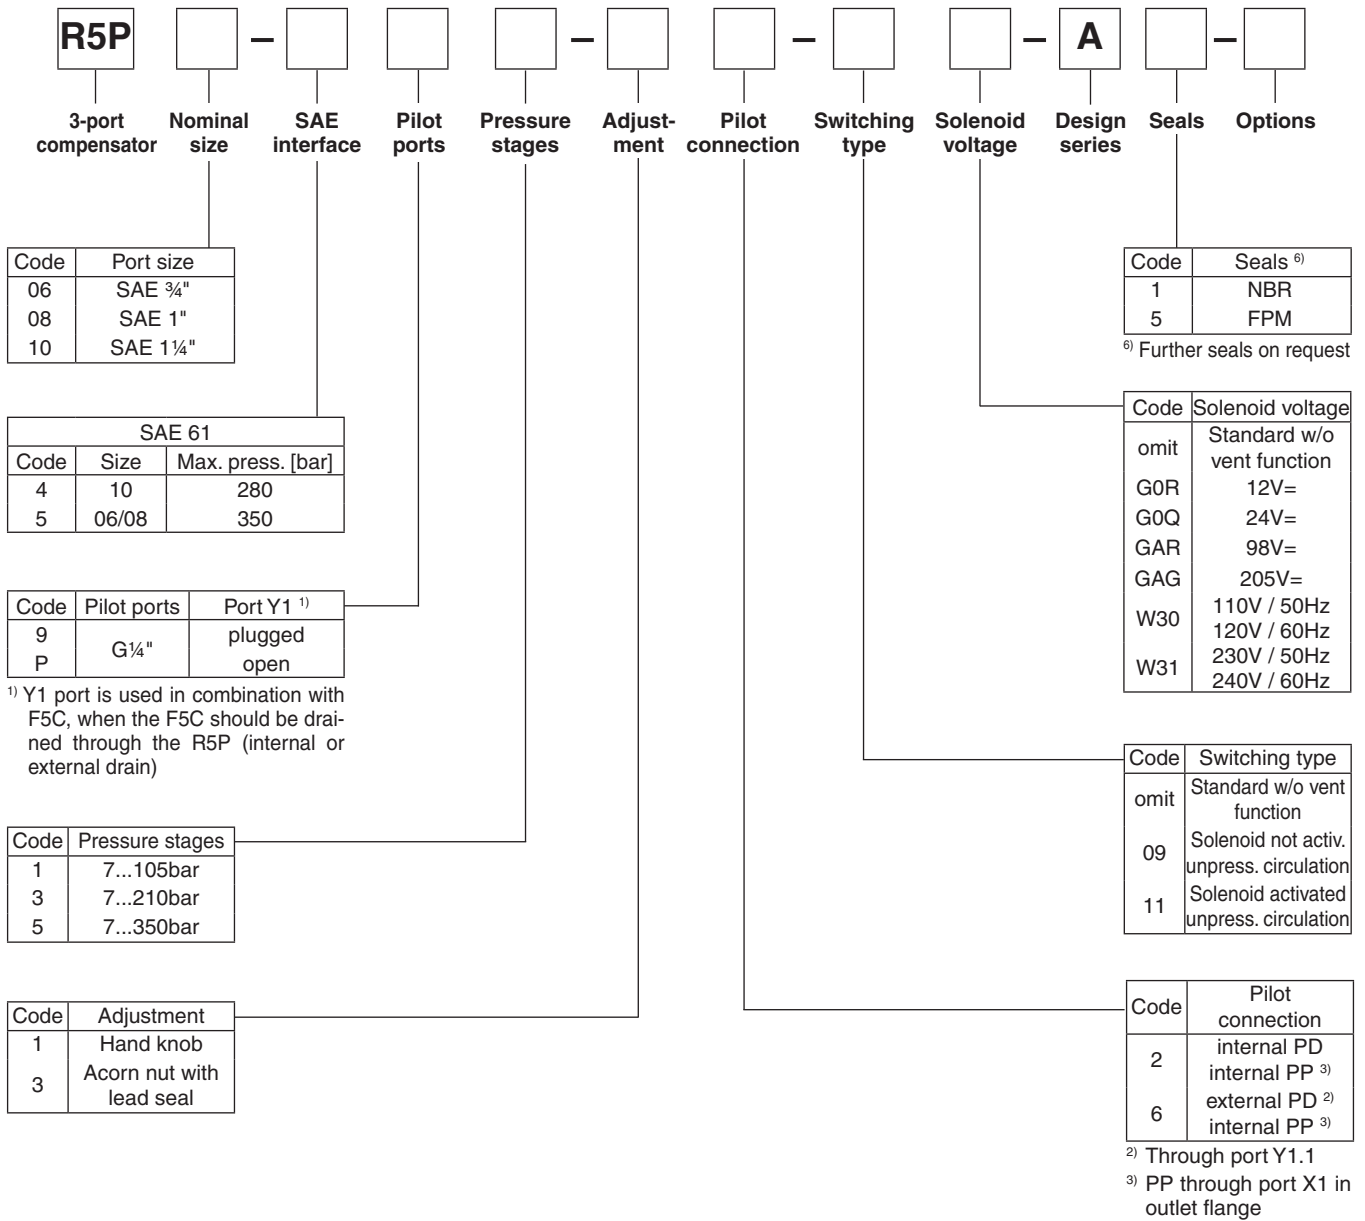 R5P – – – – A –
3-port compensator
Nominal size
SAE interface
Pilot ports
Pressure stages
Adjust-ment
Pilot connection
Switching type
Solenoid voltage
Design series
Seals
Options
Code Port size
06 SAE ¾"
08 SAE 1"
10 SAE 1¼"
SAE 61
Code Size Max. press. [bar]
4 10 280
5 06/08 350
Code Pilot ports Port Y1 1)
9 G¼" plugged
P open
1) Y1 port is used in combination with
F5C, when the F5C should be drai-
ned through the R5P (internal or
external drain)
Code Pressure stages
1 7...105bar
3 7...210bar
5 7...350bar
Code Adjustment
1 Hand knob
3 Acorn nut with
lead seal
Code Seals 6)
1 NBR
5 FPM
6) Further seals on request
Code Solenoid voltage
omit Standard w/o
vent function
G0R 12V=
G0Q 24V=
GAR 98V=
GAG 205V=
W30 110V / 50Hz
120V / 60Hz
W31 230V / 50Hz
240V / 60Hz
Code Switching type
omit Standard w/o vent
function
09 Solenoid not activ.
unpress. circulation
11 Solenoid activated
unpress. circulation
Code Pilot
connection
2 internal PD
internal PP 3)
6 external PD 2)
internal PP 3)
2) Through port Y1.1
3) PP through port X1 in
outlet flange